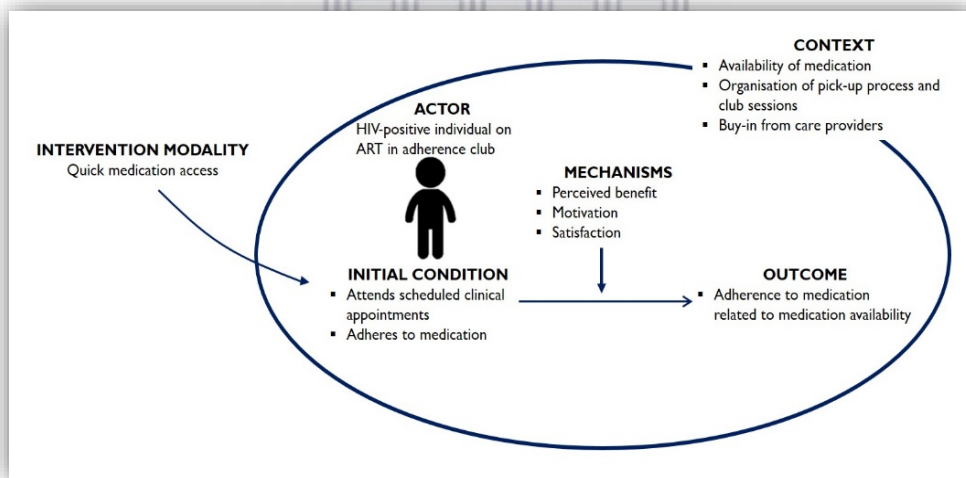 CONTEXT
▪ Availability of medication
▪ Organisation of pick-up process and
club sessions
▪ Buy-in from care providers
ACTOR
HIV-positive individual on
ART in adherence club
INTERVENTION MODALITY
Quick medication access
MECHANISMS
▪ Perceived benefit
▪ Motivation
▪ Satisfaction
INITIAL CONDITION
▪ Attends scheduled clinical
appointments
▪ Adheres to medication
OUTCOME
▪ Adherence to medication
related to medication availability